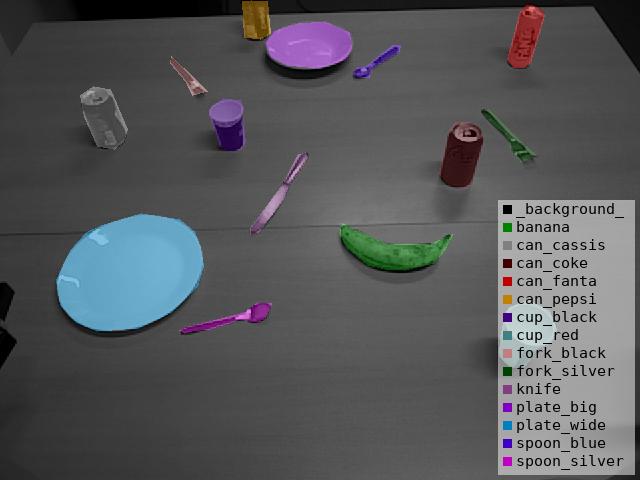 _background_
banana
can_cassis
can_coke
can_fanta
can_pepsi
cup_black
cup_red
fork_black
fork_silver
knife
plate_big
plate_wide
spoon_blue
spoon_silver